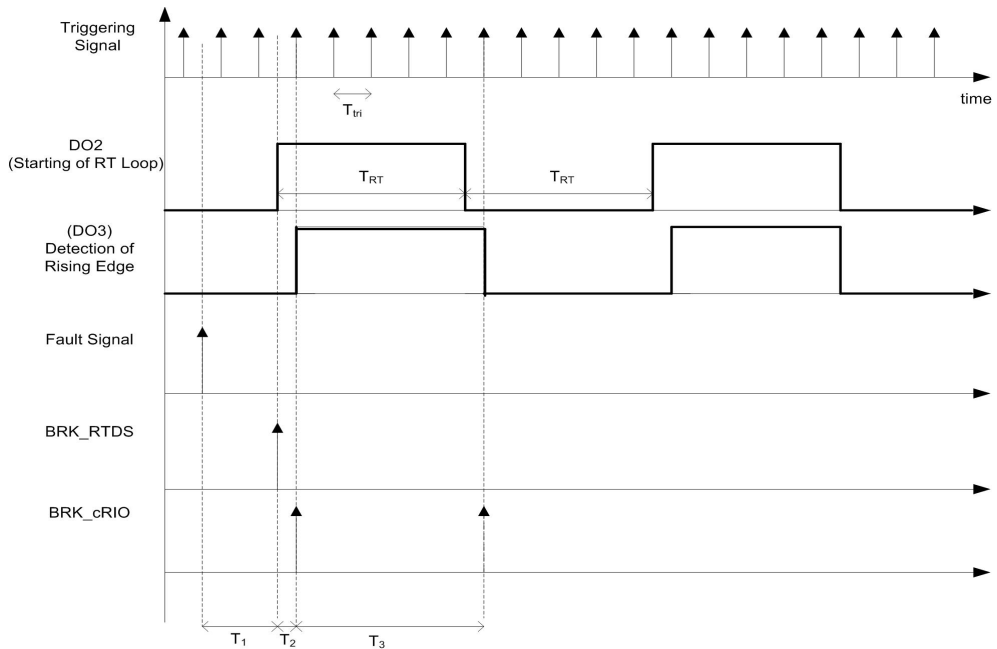 Triggering
Signal
time
T_tri
DO2
(Starting of RT Loop)
T_RT
T_RT
(DO3)
Detection of
Rising Edge
Fault Signal
BRK_RTDS
BRK_cRIO
T_1
T_2
T_3